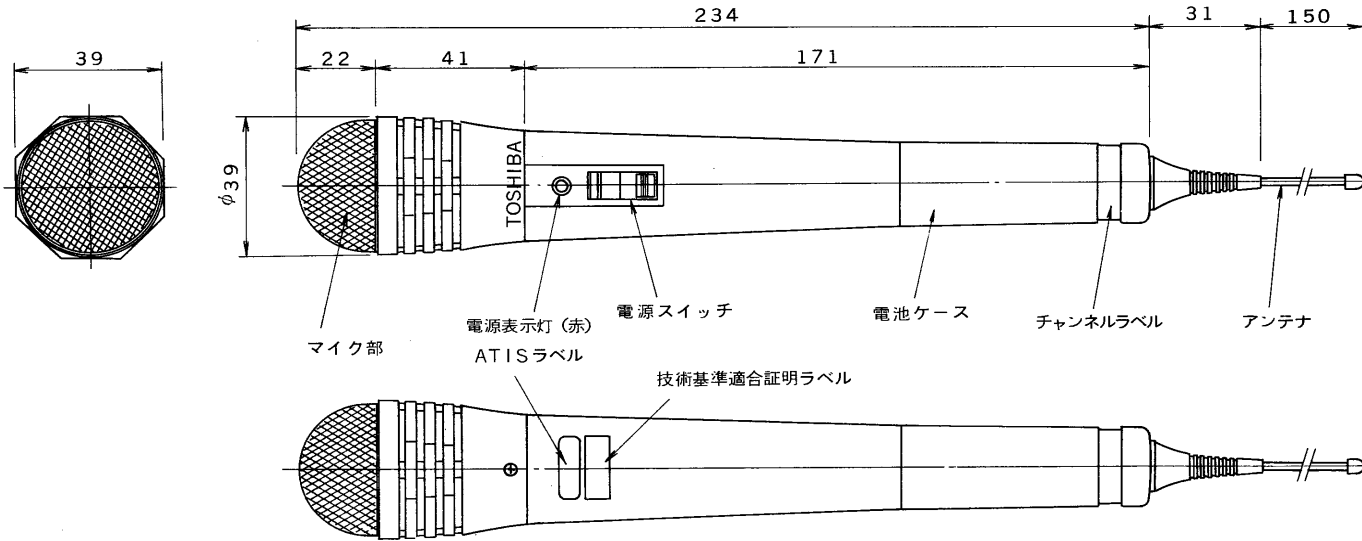 234
31
150
39
22
41
171
φ39
TOSHIBA
電源表示灯(赤)
電源スイッチ
電池ケース
チャンネルラベル
アンテナ
マイク部
ATISラベル
技術基準適合証明ラベル